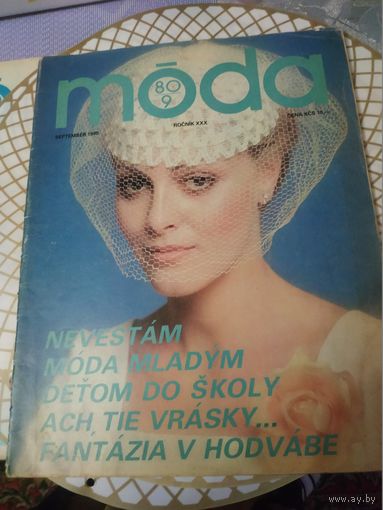 móda
80
9
SEPTEMBER 1980
ROČNÍK XXX
CENA KČS 10,—
NEVESTÁM
MÓDA MLADÝM
DEŤOM DO ŠKOLY
ACH, TIE VRÁSKY...
FANTÁZIA V HODVÁBE
www.ay.by